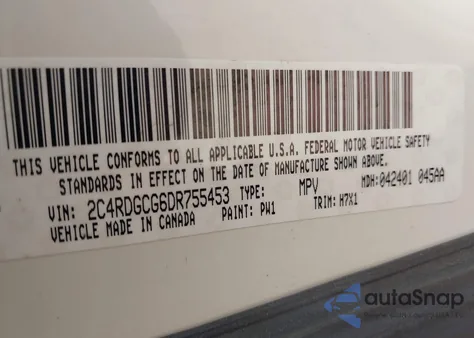 THIS VEHICLE CONFORMS TO ALL APPLICABLE U.S.A. FEDERAL MOTOR VEHICLE SAFETY
STANDARDS IN EFFECT ON THE DATE OF MANUFACTURE SHOWN ABOVE.
VIN: 2C4RDGCG6DR755453 TYPE: MPV MDH: 042401 045AA
VEHICLE MADE IN CANADA PAINT: PW1 TRIM: H7X1
autoSnap